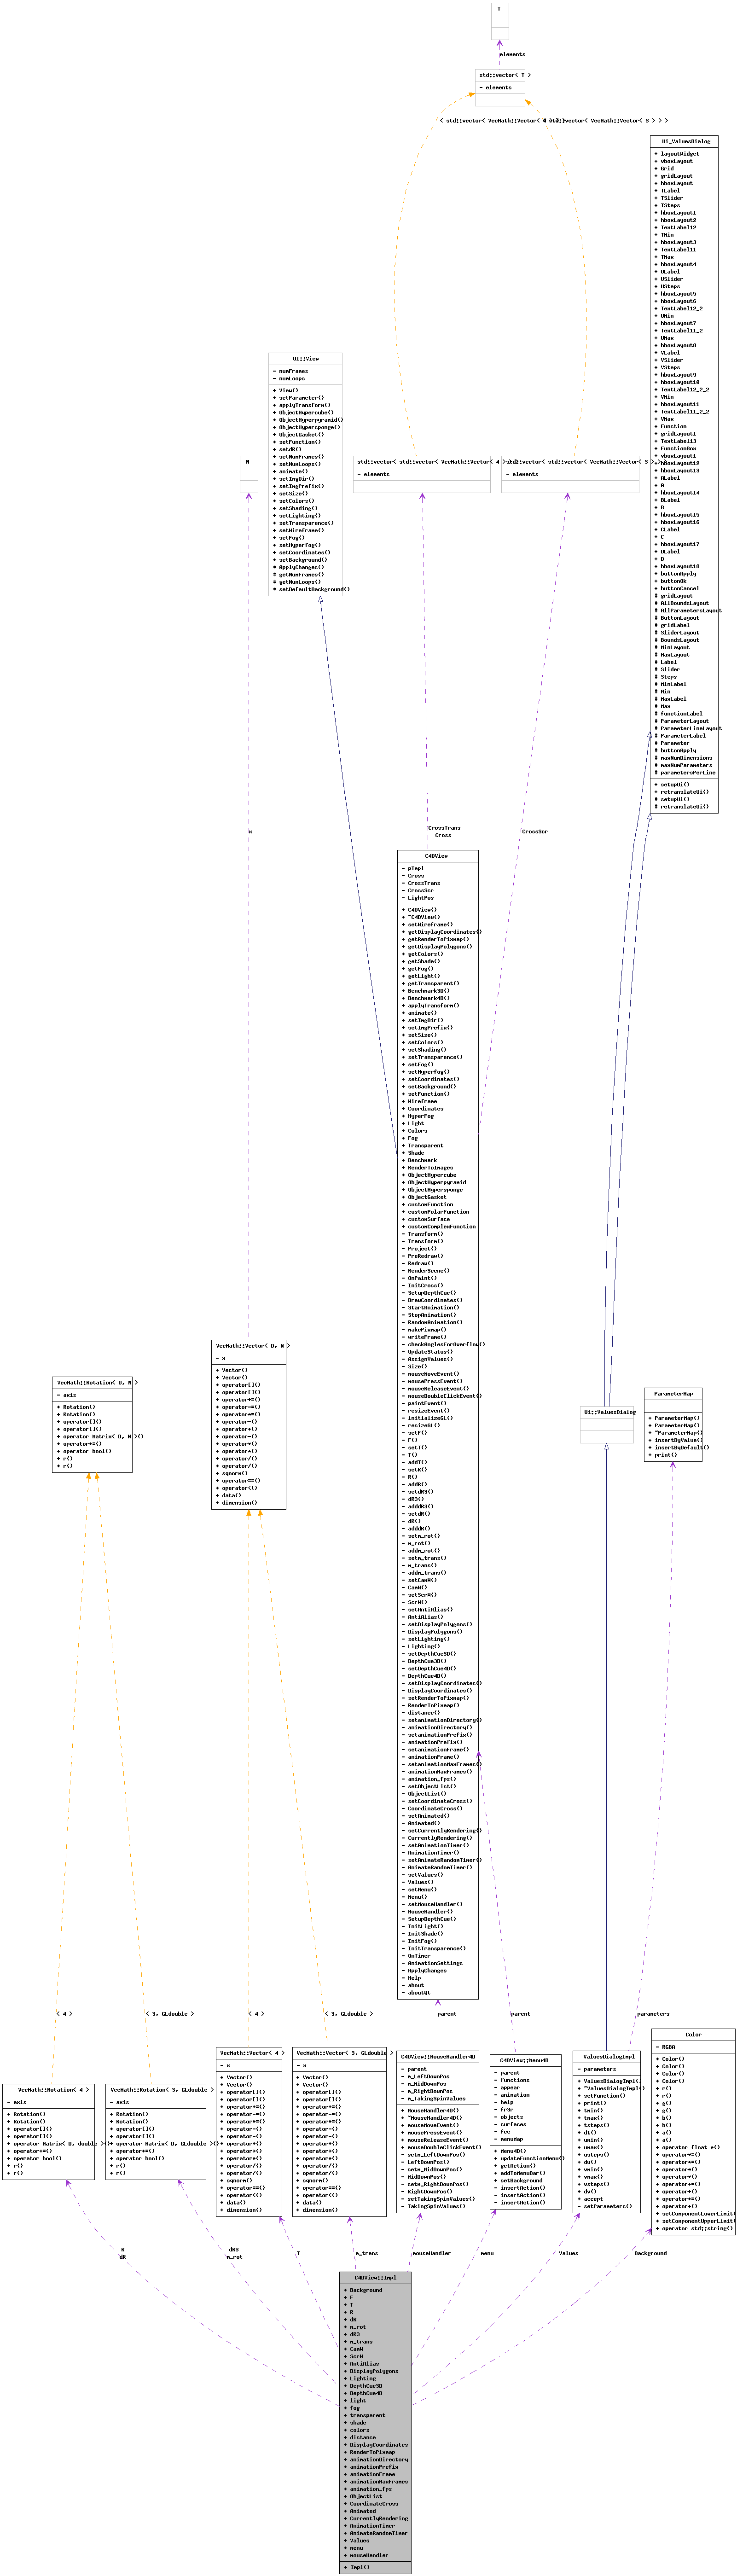 T
elements
std::vector< T >
- elements
< std::vector< VecMath::Vector< 4 > > >
< std::vector< VecMath::Vector< 3 > > >
Ui_ValuesDialog
+ layoutWidget
+ vboxLayout
+ Grid
+ gridLayout
+ hboxLayout
+ TLabel
+ TSlider
+ TSteps
+ hboxLayout1
+ hboxLayout2
+ TextLabel12
+ TMin
+ hboxLayout3
+ TextLabel11
+ TMax
+ hboxLayout4
+ ULabel
+ USlider
+ USteps
+ hboxLayout5
+ hboxLayout6
+ TextLabel12_2
+ UMin
+ hboxLayout7
+ TextLabel11_2
+ UMax
+ hboxLayout8
+ VLabel
+ VSlider
+ VSteps
+ hboxLayout9
+ hboxLayout10
+ TextLabel12_2_2
+ VMin
+ hboxLayout11
+ TextLabel11_2_2
+ VMax
+ Function
+ gridLayout1
+ TextLabel13
+ FunctionBox
+ vboxLayout1
+ hboxLayout12
+ hboxLayout13
+ ALabel
+ A
+ hboxLayout14
+ BLabel
+ B
+ hboxLayout15
+ hboxLayout16
+ CLabel
+ C
+ hboxLayout17
+ DLabel
+ D
+ hboxLayout18
+ buttonApply
+ buttonOk
+ buttonCancel
# gridLayout
# AllBoundsLayout
# AllParametersLayout
# ButtonLayout
# gridLabel
# SliderLayout
# BoundsLayout
# MinLayout
# MaxLayout
# Label
# Slider
# Steps
# MinLabel
# Min
# MaxLabel
# Max
# functionLabel
# ParameterLayout
# ParameterLineLayout
# ParameterLabel
# Parameter
# buttonApply
# maxNumDimensions
# maxNumParameters
# parametersPerLine
+ setupUi()
+ retranslateUi()
# setupUi()
# retranslateUi()
UI::View
- numFrames
- numLoops
+ View()
+ setParameter()
+ applyTransform()
+ ObjectHypercube()
+ ObjectHyperpyramid()
+ ObjectHypersponge()
+ ObjectGasket()
+ setFunction()
+ setdR()
+ setNumFrames()
+ setNumLoops()
+ animate()
+ setImgDir()
+ setImgPrefix()
+ setSize()
+ setColors()
+ setShading()
+ setLighting()
+ setTransparence()
+ setWireframe()
+ setFog()
+ setHyperfog()
+ setCoordinates()
+ setBackground()
# ApplyChanges()
# getNumFrames()
# getNumLoops()
# setDefaultBackground()
N
std::vector< std::vector< VecMath::Vector< 4 > > >
- elements
std::vector< std::vector< VecMath::Vector< 3 > > >
- elements
x
CrossTrans
Cross
CrossScr
C4DView
- pImpl
- Cross
- CrossTrans
- CrossScr
- LightPos
+ C4DView()
+ ~C4DView()
+ setWireframe()
+ getDisplayCoordinates()
+ getRenderToPixmap()
+ getDisplayPolygons()
+ getColors()
+ getShade()
+ getFog()
+ getLight()
+ getTransparent()
+ Benchmark3D()
+ Benchmark4D()
+ applyTransform()
+ animate()
+ setImgDir()
+ setImgPrefix()
+ setSize()
+ setColors()
+ setShading()
+ setTransparence()
+ setFog()
+ setHyperfog()
+ setCoordinates()
+ setBackground()
+ setFunction()
+ Wireframe
+ Coordinates
+ HyperFog
+ Light
+ Colors
+ Fog
+ Transparent
+ Shade
+ Benchmark
+ RenderToImages
+ ObjectHypercube
+ ObjectHyperpyramid
+ ObjectHypersponge
+ ObjectGasket
+ customFunction
+ customPolarFunction
+ customSurface
+ customComplexFunction
- Transform()
- Transform()
- Project()
- PreRedraw()
- Redraw()
- RenderScene()
- OnPaint()
- InitCross()
- SetupDepthCue()
- DrawCoordinates()
- StartAnimation()
- StopAnimation()
- RandomAnimation()
- makePixmap()
- writeFrame()
- checkAnglesForOverflow()
- UpdateStatus()
- AssignValues()
- Size()
- mouseMoveEvent()
- mousePressEvent()
- mouseReleaseEvent()
- mouseDoubleClickEvent()
- paintEvent()
- resizeEvent()
- initializeGL()
- resizeGL()
- setF()
- F()
- setT()
- T()
- addT()
- setR()
- R()
- addR()
- setdR3()
- dR3()
- adddR3()
- setdR()
- dR()
- adddR()
- setm_rot()
- m_rot()
- addm_rot()
- setm_trans()
- m_trans()
- addm_trans()
- setCamW()
- CamW()
- setScrW()
- ScrW()
- setAntiAlias()
- AntiAlias()
- setDisplayPolygons()
- DisplayPolygons()
- setLighting()
- Lighting()
- setDepthCue3D()
- DepthCue3D()
- setDepthCue4D()
- DepthCue4D()
- setDisplayCoordinates()
- DisplayCoordinates()
- setRenderToPixmap()
- RenderToPixmap()
- distance()
- setanimationDirectory()
- animationDirectory()
- setanimationPrefix()
- animationPrefix()
- setanimationFrame()
- animationFrame()
- setanimationMaxFrames()
- animationMaxFrames()
- animation_fps()
- setObjectList()
- ObjectList()
- setCoordinateCross()
- CoordinateCross()
- setAnimated()
- Animated()
- setCurrentlyRendering()
- CurrentlyRendering()
- setAnimationTimer()
- AnimationTimer()
- setAnimateRandomTimer()
- AnimateRandomTimer()
- setValues()
- Values()
- setMenu()
- Menu()
- setMouseHandler()
- MouseHandler()
- SetupDepthCue()
- InitLight()
- InitShade()
- InitFog()
- InitTransparence()
- OnTimer
- AnimationSettings
- ApplyChanges
- Help
- about
- aboutQt
VecMath::Rotation< D, N >
- axis
+ Rotation()
+ Rotation()
+ operator[]()
+ operator[]()
+ operator Matrix< D, N >()
+ operator+=()
+ operator bool()
+ r()
+ r()
VecMath::Vector< D, N >
- x
+ Vector()
+ Vector()
+ operator[]()
+ operator[]()
+ operator+=()
+ operator-=()
+ operator*=()
+ operator-()
+ operator+()
+ operator-()
+ operator*()
+ operator*()
+ operator/()
+ operator/()
+ sqnorm()
+ operator==()
+ operator<()
+ data()
+ dimension()
Ui::ValuesDialog
ParameterMap
+ ParameterMap()
+ ParameterMap()
+ ~ParameterMap()
+ insertByValue()
+ insertByDefault()
+ print()
< 4 >
< 3, GLdouble >
< 4 >
< 3, GLdouble >
parent
parent
parameters
VecMath::Rotation< 4 >
- axis
+ Rotation()
+ Rotation()
+ operator[]()
+ operator[]()
+ operator Matrix< D, double >()
+ operator+=()
+ operator bool()
+ r()
+ r()
VecMath::Rotation< 3, GLdouble >
- axis
+ Rotation()
+ Rotation()
+ operator[]()
+ operator[]()
+ operator Matrix< D, GLdouble >()
+ operator+=()
+ operator bool()
+ r()
+ r()
VecMath::Vector< 4 >
- x
+ Vector()
+ Vector()
+ operator[]()
+ operator[]()
+ operator+=()
+ operator-=()
+ operator*=()
+ operator-()
+ operator+()
+ operator-()
+ operator*()
+ operator*()
+ operator/()
+ operator/()
+ sqnorm()
+ operator==()
+ operator<()
+ data()
+ dimension()
VecMath::Vector< 3, GLdouble >
- x
+ Vector()
+ Vector()
+ operator[]()
+ operator[]()
+ operator+=()
+ operator-=()
+ operator*=()
+ operator-()
+ operator+()
+ operator-()
+ operator*()
+ operator*()
+ operator/()
+ operator/()
+ sqnorm()
+ operator==()
+ operator<()
+ data()
+ dimension()
C4DView::MouseHandler4D
- parent
- m_LeftDownPos
- m_MidDownPos
- m_RightDownPos
- m_TakingSpinValues
+ MouseHandler4D()
+ ~MouseHandler4D()
+ mouseMoveEvent()
+ mousePressEvent()
+ mouseReleaseEvent()
+ mouseDoubleClickEvent()
- setm_LeftDownPos()
- LeftDownPos()
- setm_MidDownPos()
- MidDownPos()
- setm_RightDownPos()
- RightDownPos()
- setTakingSpinValues()
- TakingSpinValues()
C4DView::Menu4D
- parent
- functions
- appear
- animation
- help
- fr3r
- objects
- surfaces
- fcc
- menuMap
+ Menu4D()
+ updateFunctionMenu()
+ getAction()
+ addToMenuBar()
+ setBackground
- insertAction()
- insertAction()
- insertAction()
ValuesDialogImpl
- parameters
+ ValuesDialogImpl()
+ ~ValuesDialogImpl()
+ setFunction()
+ print()
+ tmin()
+ tmax()
+ tsteps()
+ dt()
+ umin()
+ umax()
+ usteps()
+ du()
+ vmin()
+ vmax()
+ vsteps()
+ dv()
- accept
- setParameters()
Color
- RGBA
+ Color()
+ Color()
+ Color()
+ Color()
+ r()
+ r()
+ g()
+ g()
+ b()
+ b()
+ a()
+ a()
+ operator float *()
+ operator+=()
+ operator*=()
+ operator+()
+ operator*()
+ operator+=()
+ operator+()
+ operator*=()
+ operator*()
+ setComponentLowerLimit()
+ setComponentUpperLimit()
+ operator std::string()
R
dR
dR3
m_rot
T
m_trans
mouseHandler
menu
Values
Background
C4DView::Impl
+ Background
+ F
+ T
+ R
+ dR
+ m_rot
+ dR3
+ m_trans
+ CamW
+ ScrW
+ AntiAlias
+ DisplayPolygons
+ Lighting
+ DepthCue3D
+ DepthCue4D
+ light
+ fog
+ transparent
+ shade
+ colors
+ distance
+ DisplayCoordinates
+ RenderToPixmap
+ animationDirectory
+ animationPrefix
+ animationFrame
+ animationMaxFrames
+ animation_fps
+ ObjectList
+ CoordinateCross
+ Animated
+ CurrentlyRendering
+ AnimationTimer
+ AnimateRandomTimer
+ Values
+ menu
+ mouseHandler
+ Impl()